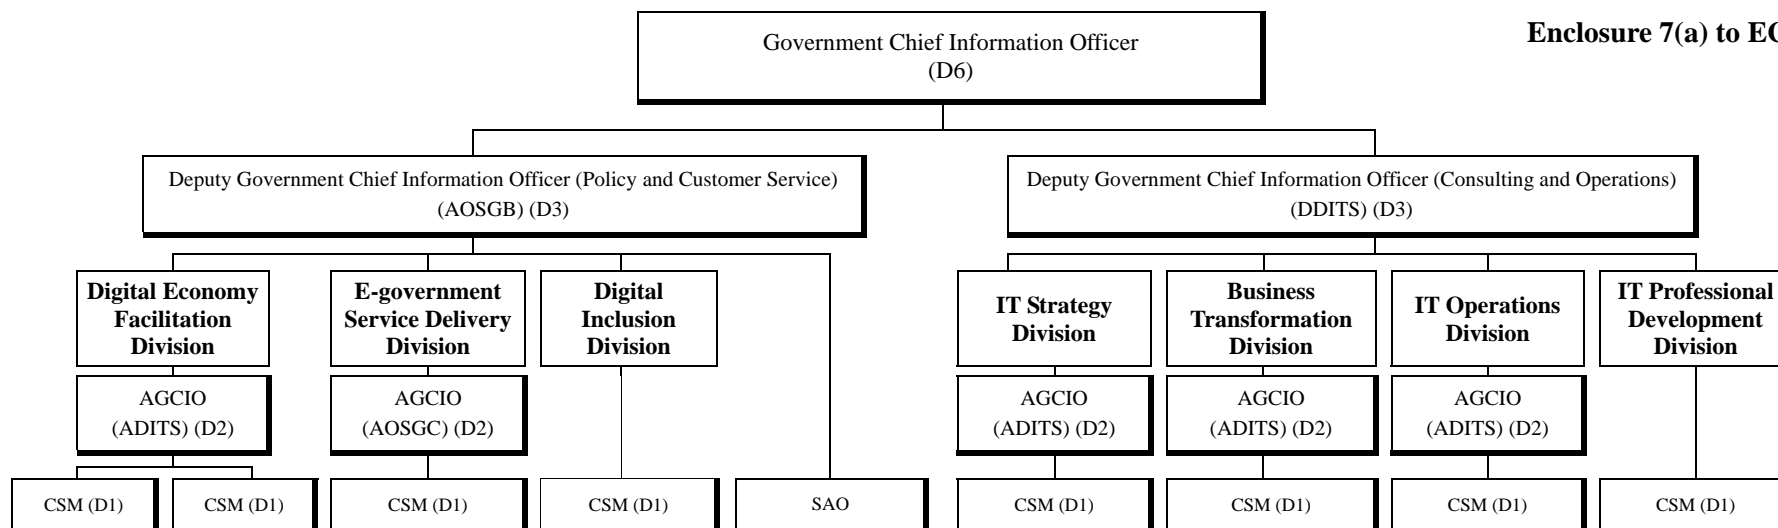 Enclosure 7(a) to EC
Government Chief Information Officer
(D6)
Deputy Government Chief Information Officer (Policy and Customer Service)
(AOSGB) (D3)
Deputy Government Chief Information Officer (Consulting and Operations)
(DDITS) (D3)
Digital Economy
Facilitation
Division
E-government
Service Delivery
Division
Digital
Inclusion
Division
IT Strategy
Division
Business
Transformation
Division
IT Operations
Division
IT Professional
Development
Division
AGCIO
(ADITS) (D2)
AGCIO
(AOSGC) (D2)
AGCIO
(ADITS) (D2)
AGCIO
(ADITS) (D2)
AGCIO
(ADITS) (D2)
CSM (D1)
CSM (D1)
CSM (D1)
CSM (D1)
SAO
CSM (D1)
CSM (D1)
CSM (D1)
CSM (D1)